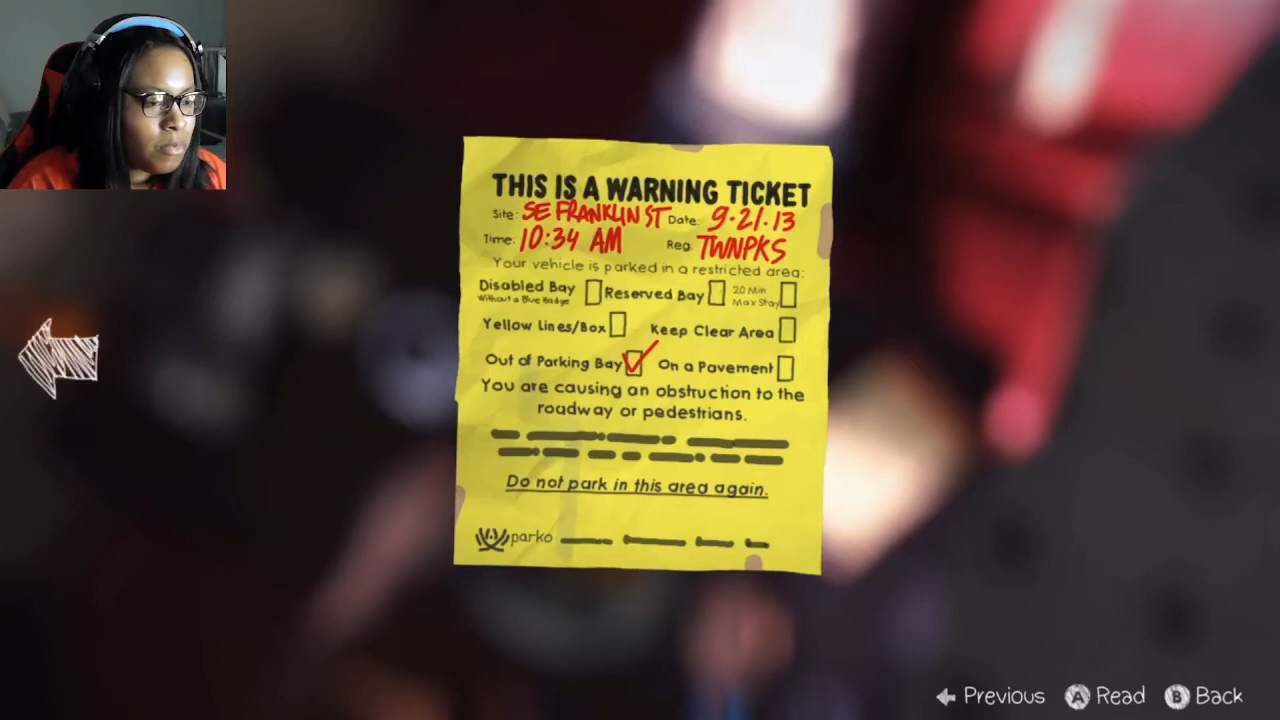 THIS IS A WARNING TICKET
Site: SE FRANKLIN ST Date: 9.21.13
Time: 10:34 AM Reg: TWNPKS
Your vehicle is parked in a restricted area:
Disabled Bay Reserved Bay 20 Min
Without a Blue Badge Max Stay
Yellow Lines/Box Keep Clear Area
Out of Parking Bay On a Pavement
You are causing an obstruction to the
roadway or pedestrians.
Do not park in this area again.
parko
Previous A Read B Back